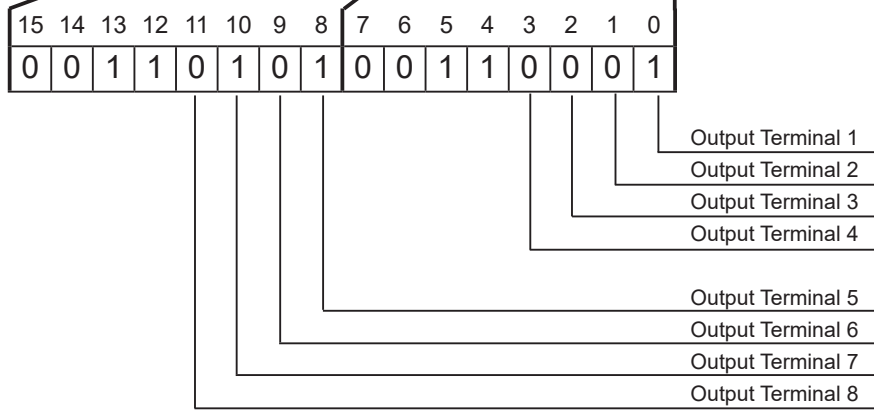 15 14 13 12 11 10 9 8 7 6 5 4 3 2 1 0
0 0 1 1 0 1 0 1 0 0 1 1 0 0 0 1
Output Terminal 1
Output Terminal 2
Output Terminal 3
Output Terminal 4
Output Terminal 5
Output Terminal 6
Output Terminal 7
Output Terminal 8